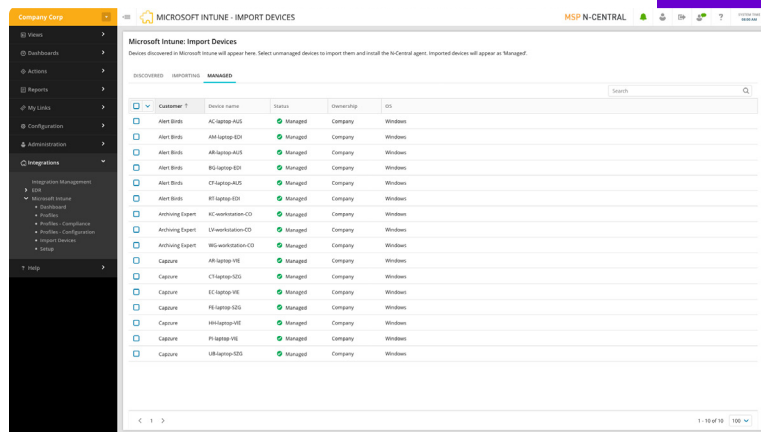 Company Corp
MICROSOFT INTUNE - IMPORT DEVICES
MSP N-CENTRAL
Views
Dashboards
Actions
Reports
My Links
Configuration
Administration
Integrations
Integration Management
EDR
Microsoft Intune
Dashboard
Profiles
Profiles - Compliance
Profiles - Configuration
Import Devices
Setup
Help
Microsoft Intune: Import Devices
Devices discovered in Microsoft Intune will appear here. Select unmanaged devices to import them and install the N-Central agent. Imported devices will appear as 'Managed'.
DISCOVERED IMPORTING MANAGED
Search
Customer Device name Status Ownership OS
Alert Birds AC-laptop-AUS Managed Company Windows
Alert Birds AM-laptop-EDI Managed Company Windows
Alert Birds AR-laptop-AUS Managed Company Windows
Alert Birds BG-laptop-EDI Managed Company Windows
Alert Birds CF-laptop-AUS Managed Company Windows
Alert Birds RT-laptop-EDI Managed Company Windows
Archiving Expert KC-workstation-CO Managed Company Windows
Archiving Expert LV-workstation-CO Managed Company Windows
Archiving Expert WG-workstation-CO Managed Company Windows
Capzure AR-laptop-VIE Managed Company Windows
Capzure CT-laptop-SZG Managed Company Windows
Capzure EC-laptop-VIE Managed Company Windows
Capzure FE-laptop-SZG Managed Company Windows
Capzure HH-laptop-VIE Managed Company Windows
Capzure PI-laptop-VIE Managed Company Windows
Capzure UB-laptop-SZG Managed Company Windows
1
1 - 10 of 10 100